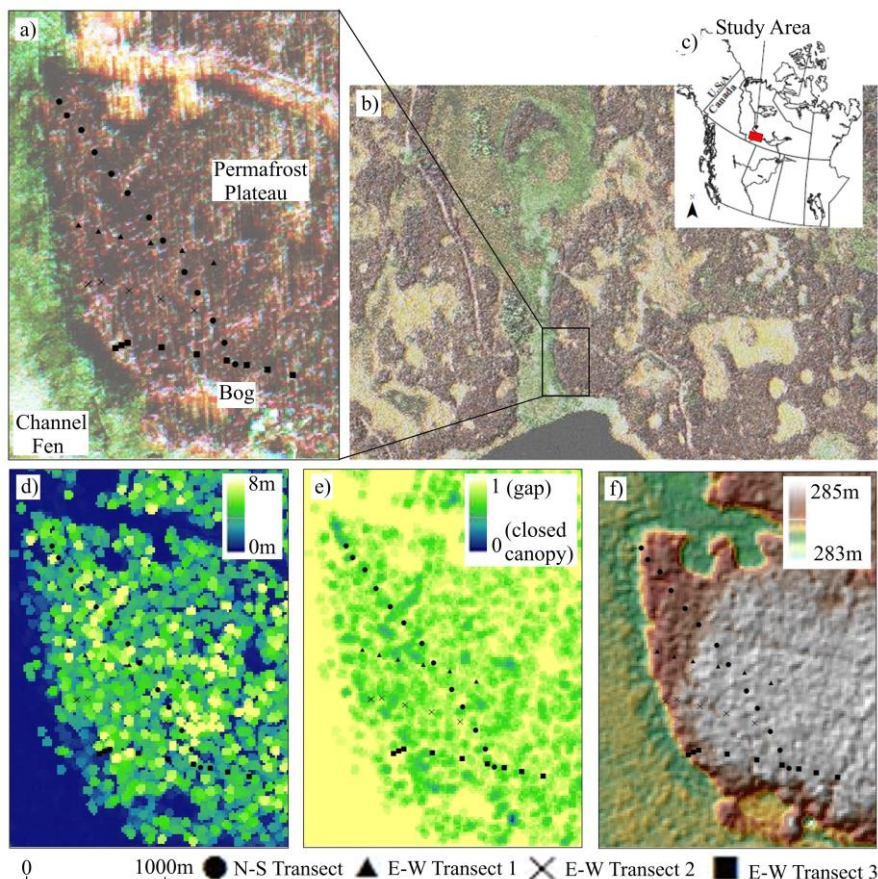 a)
Permafrost
Plateau
Bog
Channel
Fen
b)
Study Area
c)
U.S.A.
Canada
d)
8m
0m
e)
1 (gap)
0 (closed
canopy)
f)
285m
283m
0 1000m
N-S Transect
E-W Transect 1
E-W Transect 2
E-W Transect 3